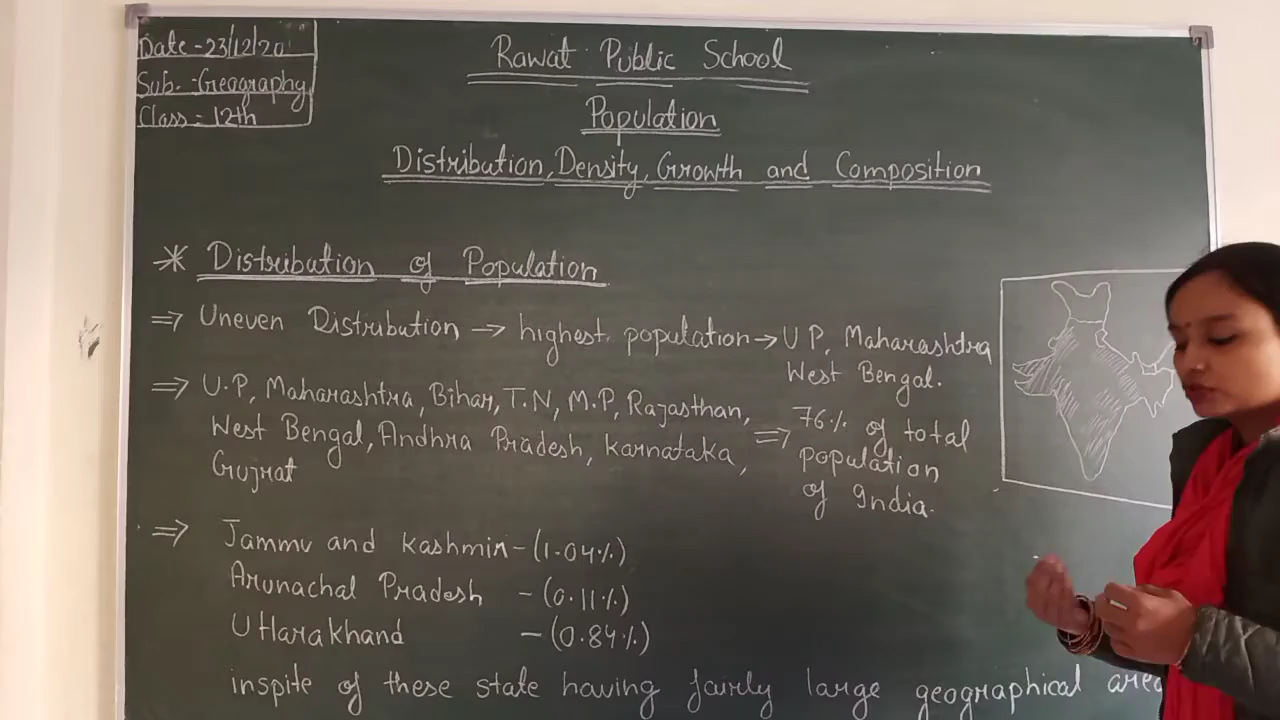 Date - 23/12/20
Sub. - Geography
Class = 12th
Rawat Public School
Population
Distribution, Density, Growth and Composition
* Distribution of Population
⇒ Uneven Distribution → highest population → U P, Maharashtra
West Bengal.
⇒ U.P, Maharashtra, Bihar, T.N, M.P, Rajasthan,
West Bengal, Andhra Pradesh, Karnataka,
Gujrat
⇒ 76% of total
population
of India.
⇒ Jammu and Kashmir - (1.04%)
Arunachal Pradesh - (0.11%)
Uttarakhand - (0.84%)
inspite of these state having fairly large geographical area